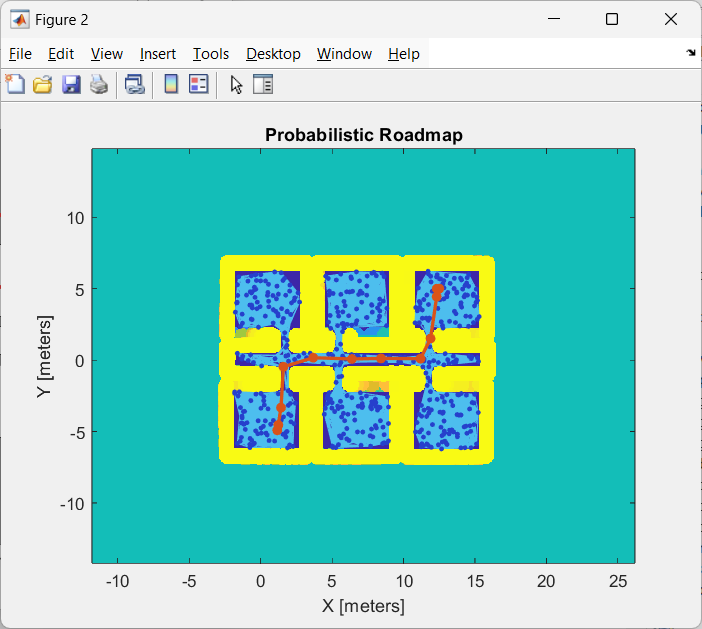 Figure 2
File Edit View Insert Tools Desktop Window Help
Probabilistic Roadmap
10
5
0
-5
-10
Y [meters]
-10 -5 0 5 10 15 20 25
X [meters]